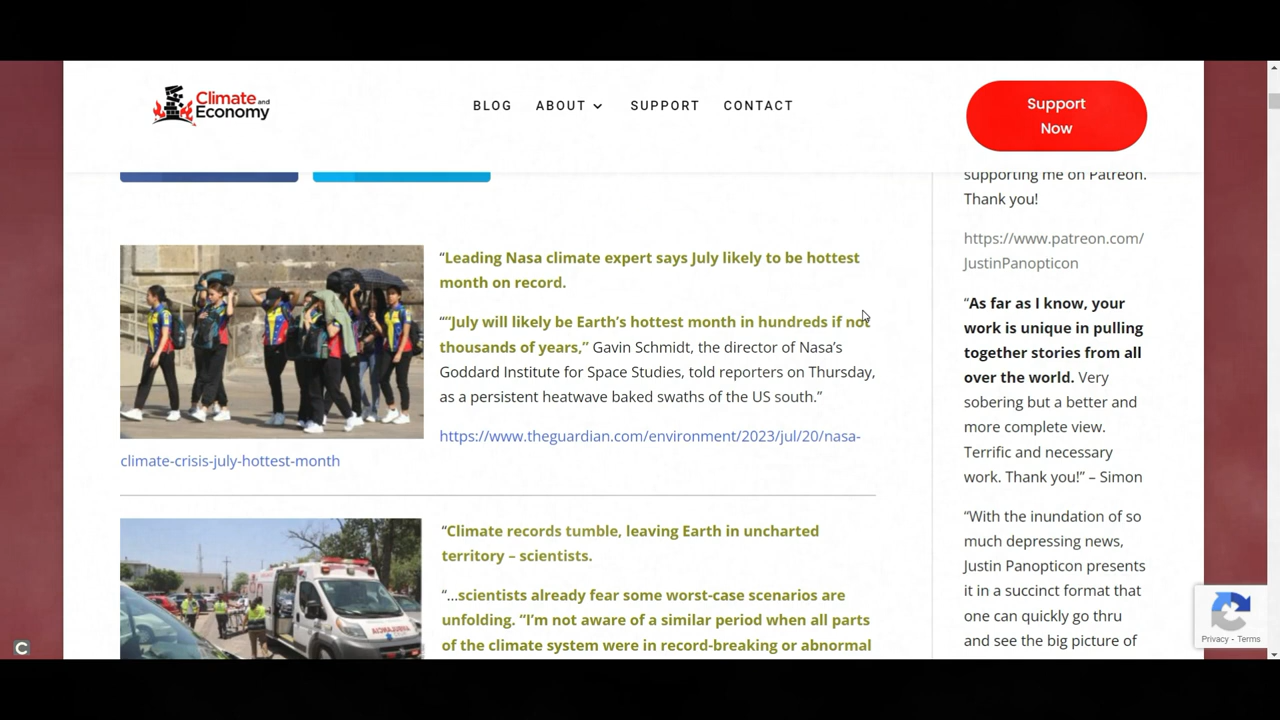 Climate and
Economy
BLOG
ABOUT
SUPPORT
CONTACT
Support
Now
“Leading Nasa climate expert says July likely to be hottest
month on record.
“”July will likely be Earth’s hottest month in hundreds if not
thousands of years,” Gavin Schmidt, the director of Nasa’s
Goddard Institute for Space Studies, told reporters on Thursday,
as a persistent heatwave baked swaths of the US south.”
https://www.theguardian.com/environment/2023/jul/20/nasa-
climate-crisis-july-hottest-month
“Climate records tumble, leaving Earth in uncharted
territory – scientists.
“…scientists already fear some worst-case scenarios are
unfolding. “I’m not aware of a similar period when all parts
of the climate system were in record-breaking or abnormal
supporting me on Patreon.
Thank you!
https://www.patreon.com/
JustinPanopticon
“As far as I know, your
work is unique in pulling
together stories from all
over the world. Very
sobering but a better and
more complete view.
Terrific and necessary
work. Thank you!” – Simon
“With the inundation of so
much depressing news,
Justin Panopticon presents
it in a succinct format that
one can quickly go thru
and see the big picture of
Privacy - Terms